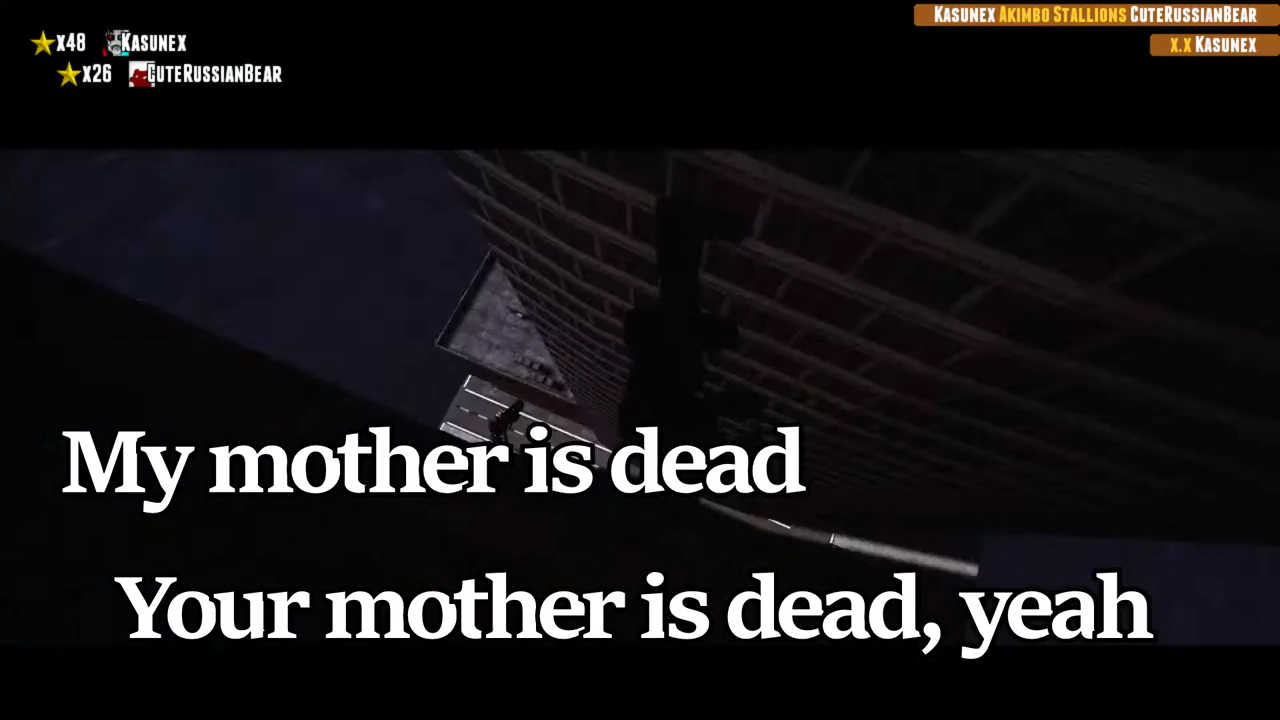 Kasunex Akimbo Stallions CuteRussianBear
x.x Kasunex
x48 Kasunex
x26 CuteRussianBear
My mother is dead
Your mother is dead, yeah